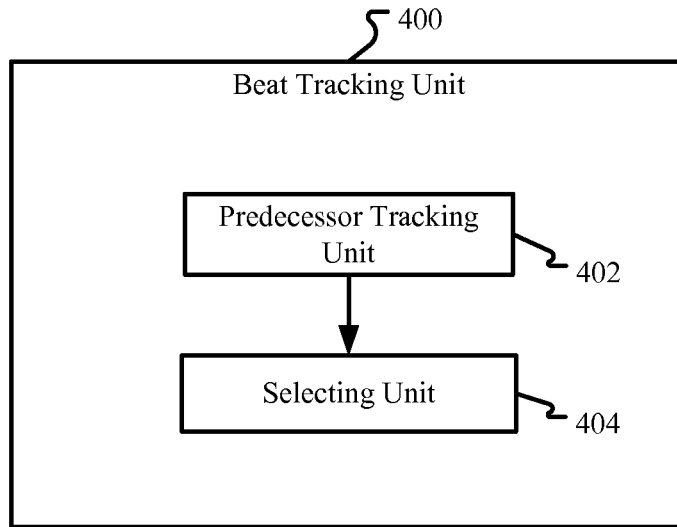 400
Beat Tracking Unit
Predecessor Tracking
Unit
402
Selecting Unit
404